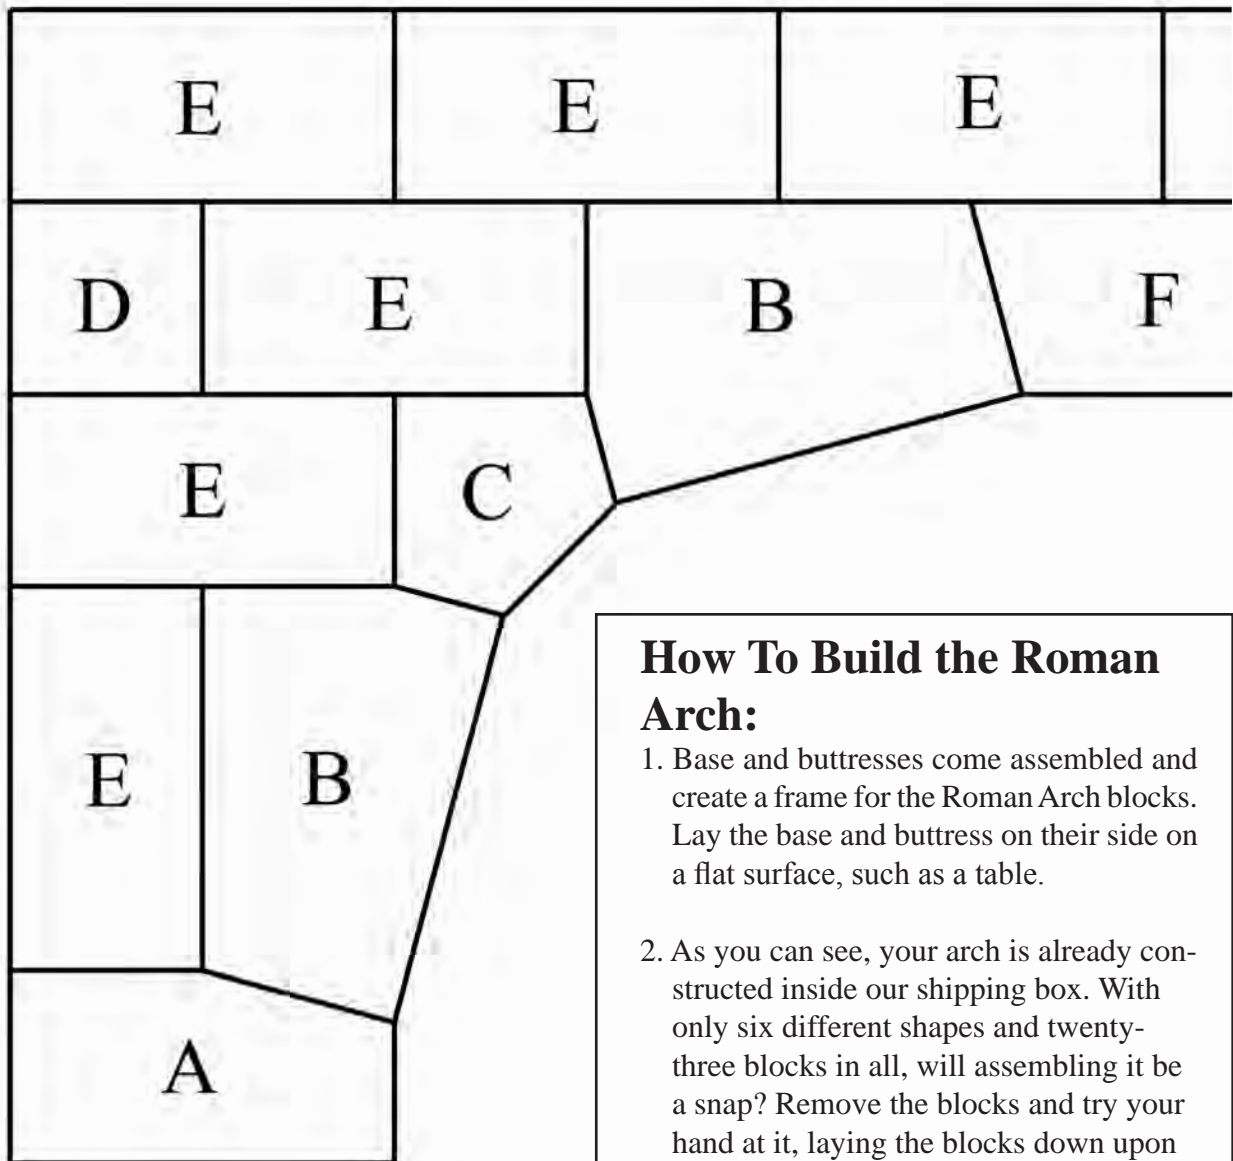 E E E
D E B F
E C
E B
A
How To Build the Roman
Arch:
1. Base and buttresses come assembled and
create a frame for the Roman Arch blocks.
Lay the base and buttress on their side on
a flat surface, such as a table.
2. As you can see, your arch is already con-
structed inside our shipping box. With
only six different shapes and twenty-
three blocks in all, will assembling it be
a snap? Remove the blocks and try your
hand at it, laying the blocks down upon